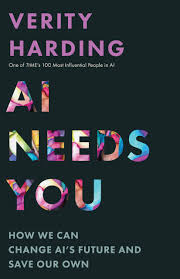 VERITY
HARDING
One of TIME's 100 Most Influential People in AI
AI
NEEDS
YOU
HOW WE CAN
CHANGE AI'S FUTURE AND
SAVE OUR OWN